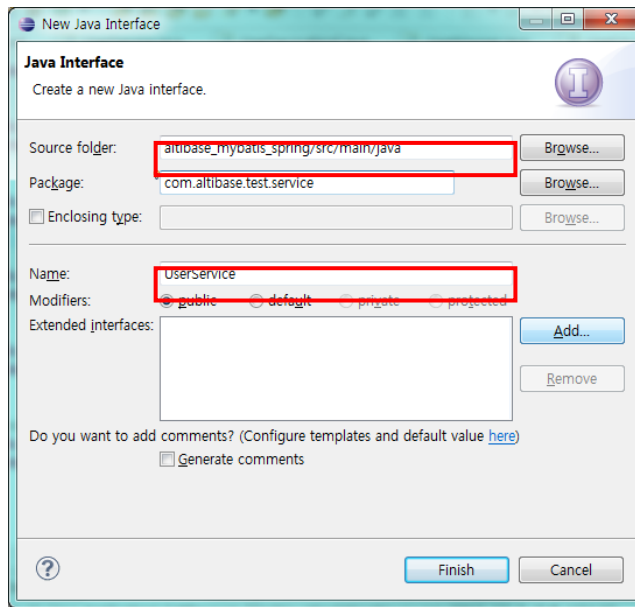 New Java Interface
Java Interface
Create a new Java interface.
Source folder: altibase_mybatis_spring/src/main/java Browse...
Package: com.altibase.test.service Browse...
Enclosing type: Browse...
Name: UserService
Modifiers: public default private protected
Extended interfaces: Add...
Remove
Do you want to add comments? (Configure templates and default value here)
Generate comments
Finish Cancel